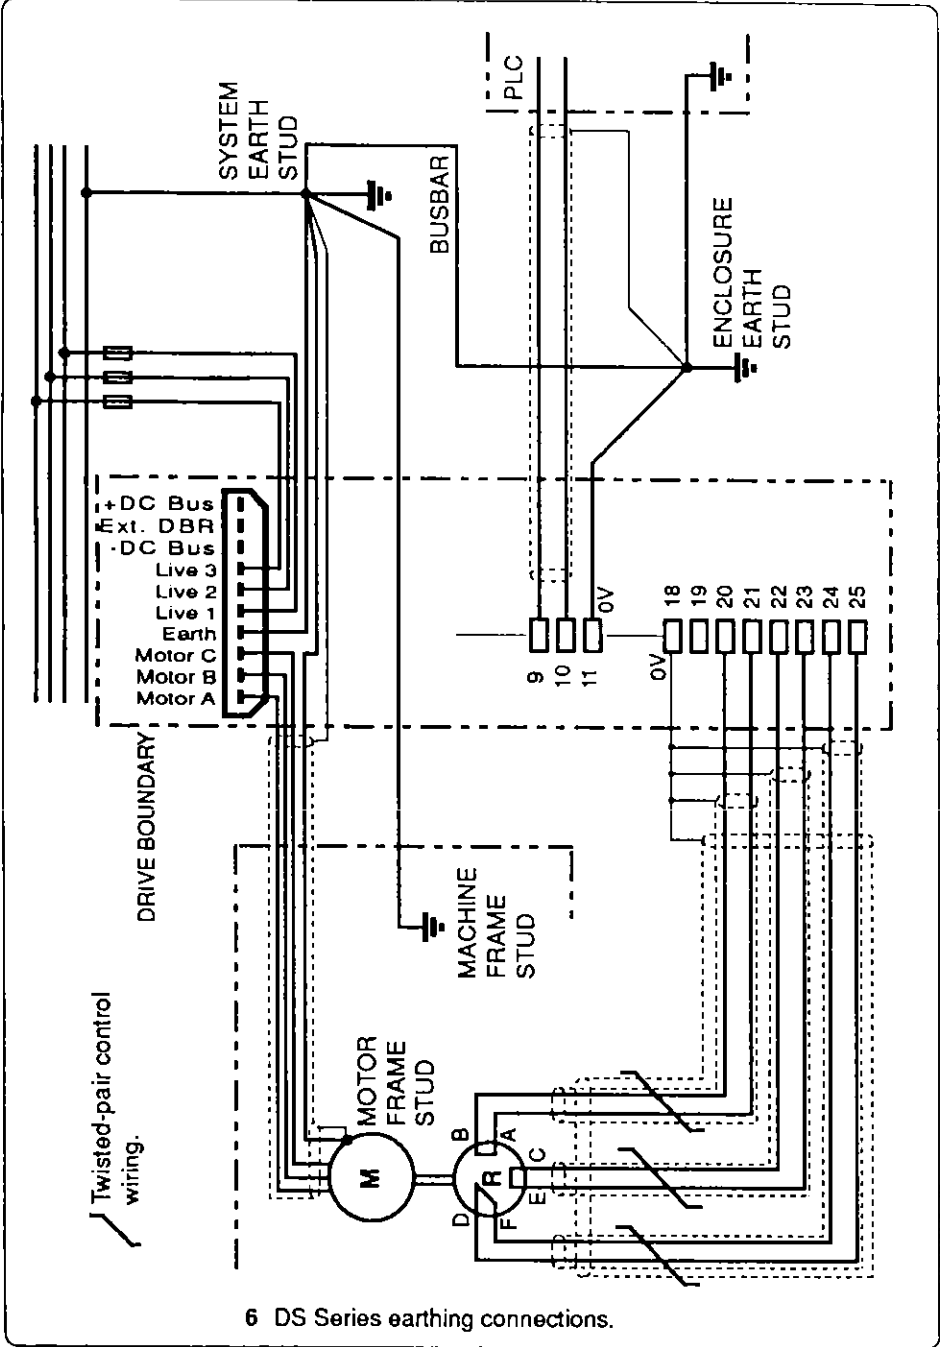 SYSTEM
EARTH
STUD
BUSBAR
PLC
ENCLOSURE
EARTH
STUD
+DC Bus
Ext. DBR
-DC Bus
Live 3
Live 2
Live 1
Earth
Motor C
Motor B
Motor A
9
10
11
0V
0V
18
19
20
21
22
23
24
25
DRIVE BOUNDARY
MACHINE
FRAME
STUD
MOTOR
FRAME
STUD
Twisted-pair control
wiring.
M
R
B
A
C
E
D
F
6 DS Series earthing connections.